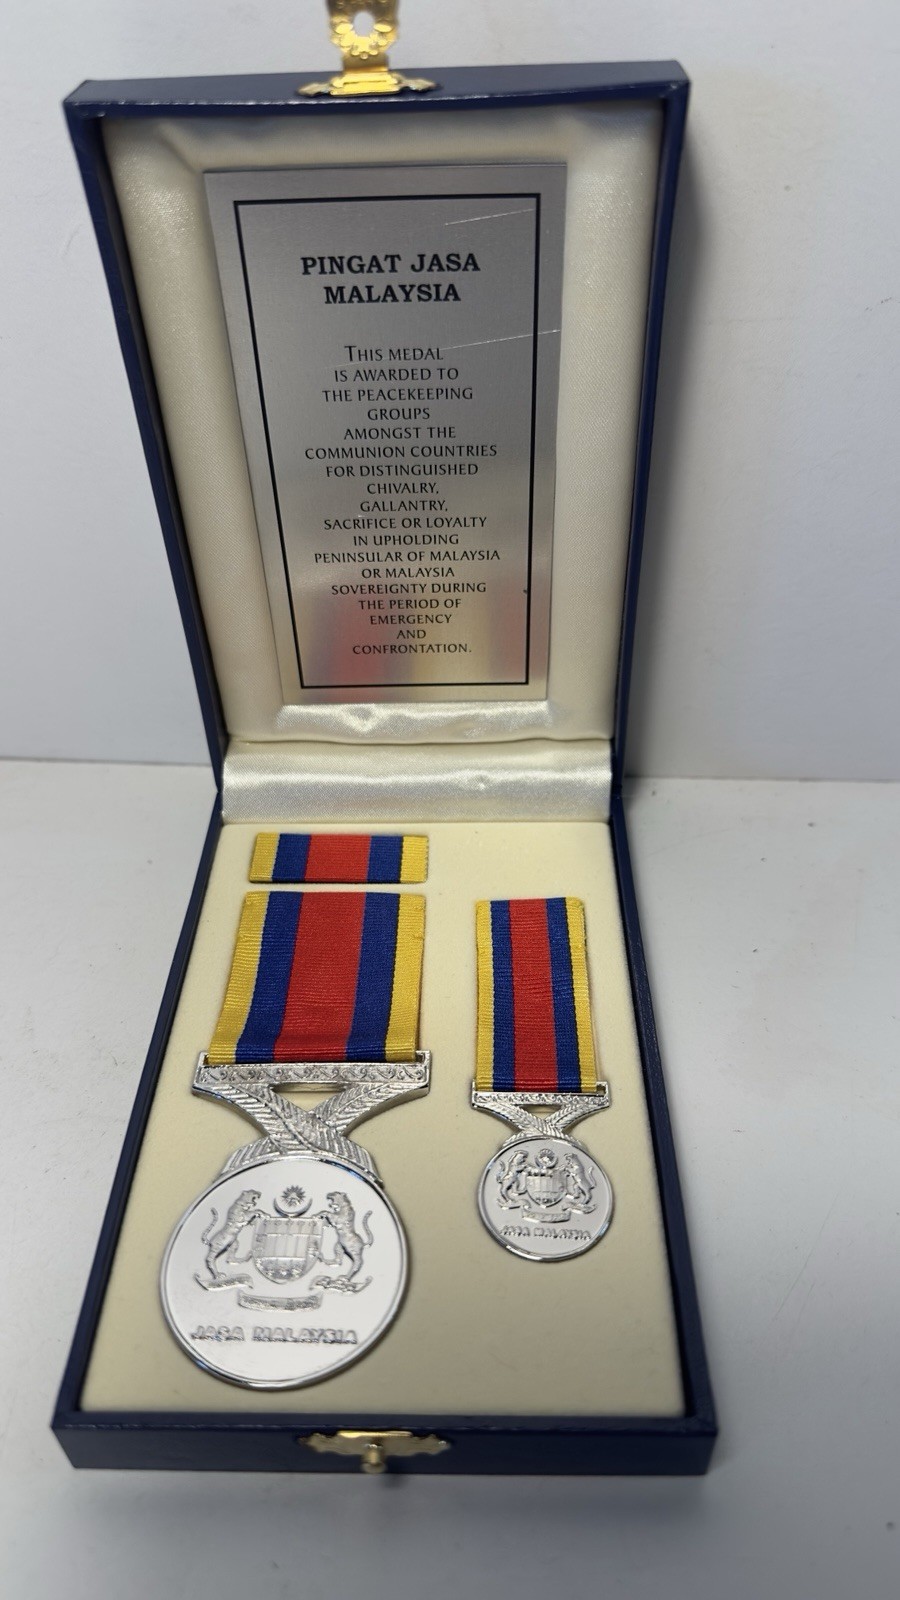 PINGAT JASA
MALAYSIA
THIS MEDAL
IS AWARDED TO
THE PEACEKEEPING
GROUPS
AMONGST THE
COMMUNION COUNTRIES
FOR DISTINGUISHED
CHIVALRY,
GALLANTRY,
SACRIFICE OR LOYALTY
IN UPHOLDING
PENINSULAR OF MALAYSIA
OR MALAYSIA
SOVEREIGNTY DURING
THE PERIOD OF
EMERGENCY
AND
CONFRONTATION.
JASA MALAYSIA
JASA MALAYSIA